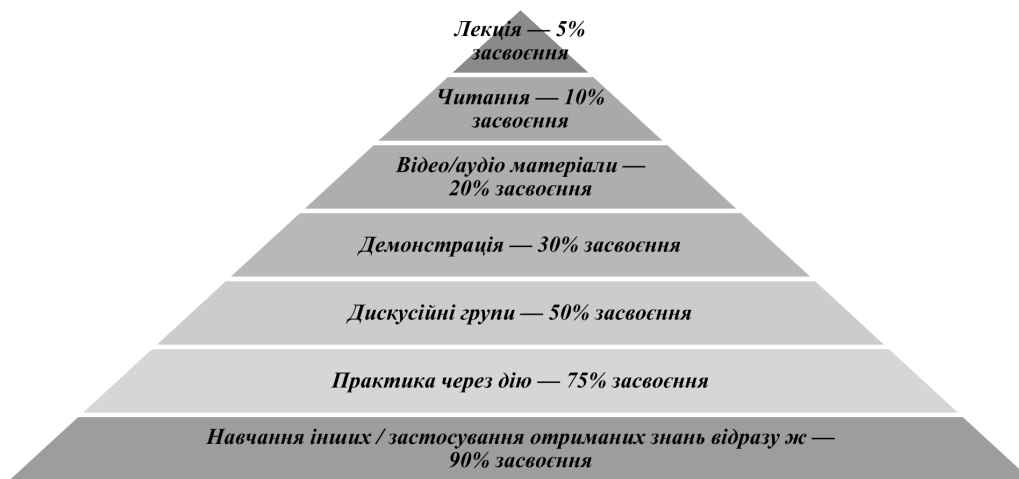 Лекція — 5%
засвоєння
Читання — 10%
засвоєння
Відео/аудіо матеріали —
20% засвоєння
Демонстрація — 30% засвоєння
Дискусійні групи — 50% засвоєння
Практика через дію — 75% засвоєння
Навчання інших / застосування отриманих знань відразу ж —
90% засвоєння